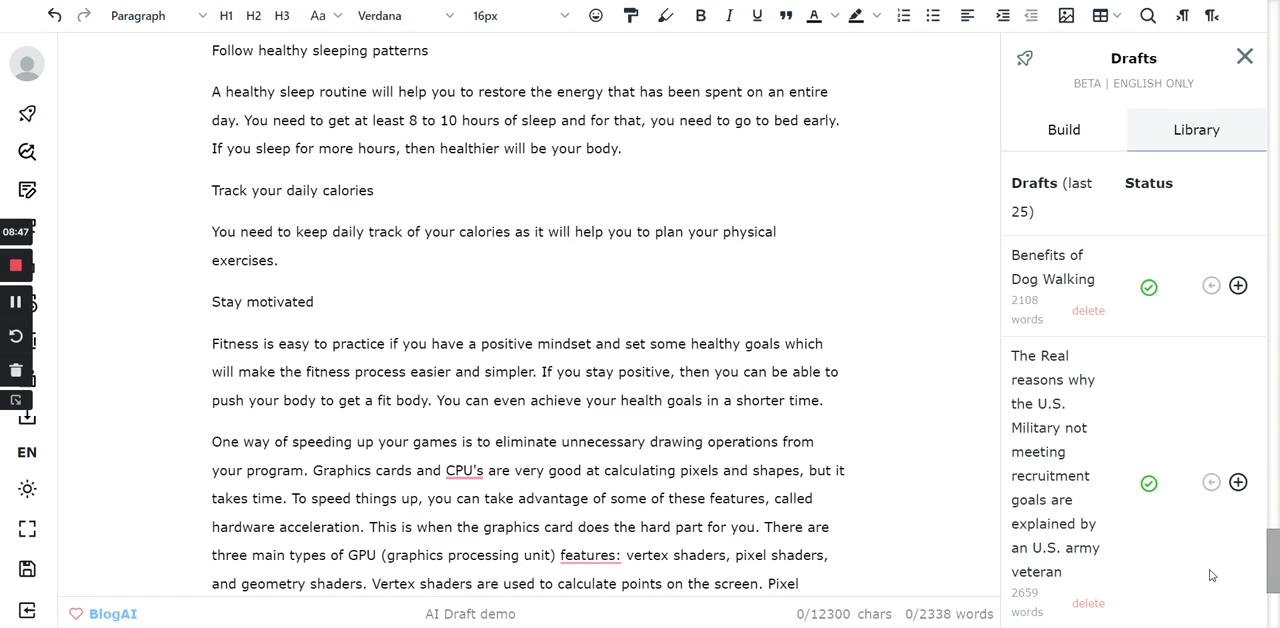 Paragraph H1 H2 H3 Aa Verdana 16px B I U A
Follow healthy sleeping patterns
A healthy sleep routine will help you to restore the energy that has been spent on an entire
day. You need to get at least 8 to 10 hours of sleep and for that, you need to go to bed early.
If you sleep for more hours, then healthier will be your body.
Track your daily calories
You need to keep daily track of your calories as it will help you to plan your physical
exercises.
Stay motivated
Fitness is easy to practice if you have a positive mindset and set some healthy goals which
will make the fitness process easier and simpler. If you stay positive, then you can be able to
push your body to get a fit body. You can even achieve your health goals in a shorter time.
One way of speeding up your games is to eliminate unnecessary drawing operations from
your program. Graphics cards and CPU's are very good at calculating pixels and shapes, but it
takes time. To speed things up, you can take advantage of some of these features, called
hardware acceleration. This is when the graphics card does the hard part for you. There are
three main types of GPU (graphics processing unit) features: vertex shaders, pixel shaders,
and geometry shaders. Vertex shaders are used to calculate points on the screen. Pixel
08:47
EN
BlogAI
AI Draft demo
0/12300 chars 0/2338 words
Drafts
BETA | ENGLISH ONLY
Build Library
Drafts (last
25)
Status
Benefits of
Dog Walking
2108
words
delete
The Real
reasons why
the U.S.
Military not
meeting
recruitment
goals are
explained by
an U.S. army
veteran
2659
words
delete